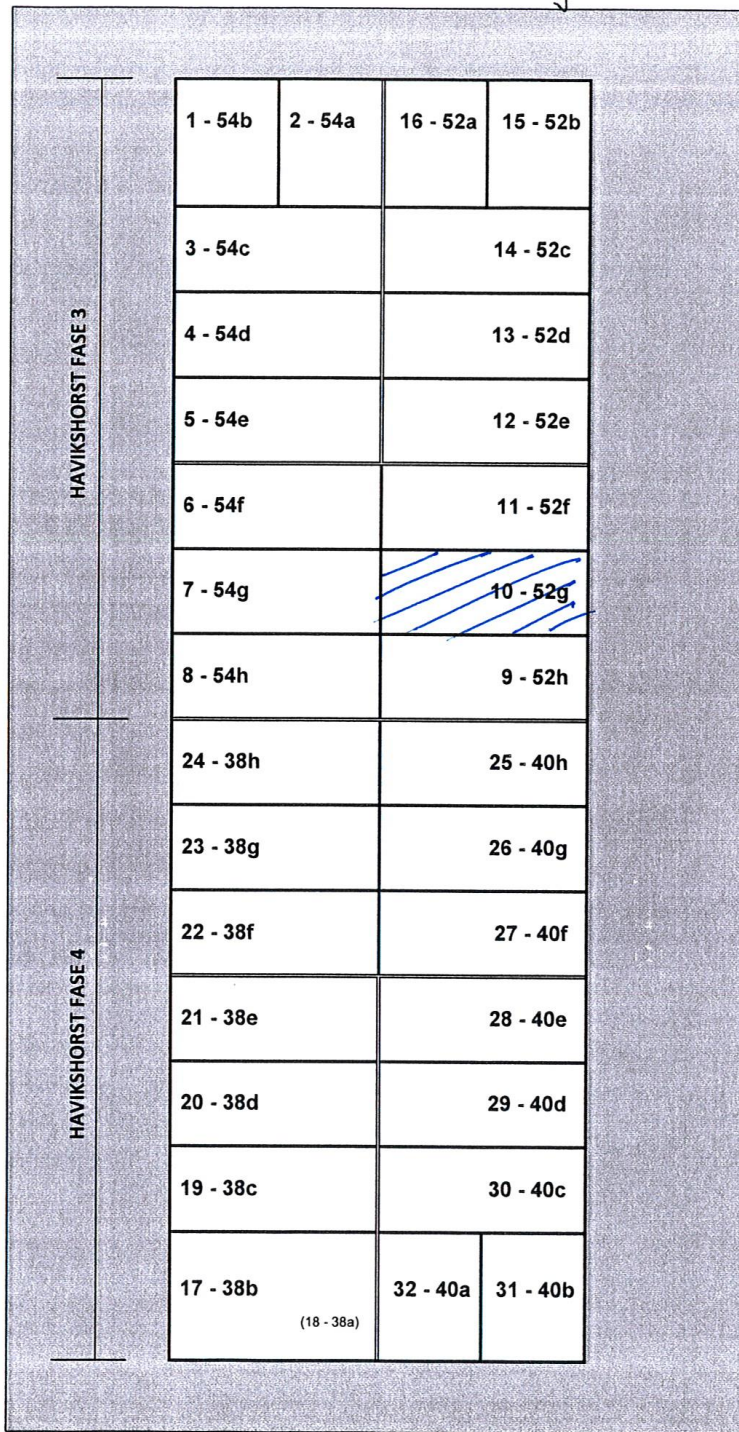 HAVIKSHORST FASE 3
1 - 54b 2 - 54a 16 - 52a 15 - 52b
3 - 54c 14 - 52c
4 - 54d 13 - 52d
5 - 54e 12 - 52e
6 - 54f 11 - 52f
7 - 54g 10 - 52g
8 - 54h 9 - 52h
HAVIKSHORST FASE 4
24 - 38h 25 - 40h
23 - 38g 26 - 40g
22 - 38f 27 - 40f
21 - 38e 28 - 40e
20 - 38d 29 - 40d
19 - 38c 30 - 40c
17 - 38b 32 - 40a 31 - 40b
(18 - 38a)